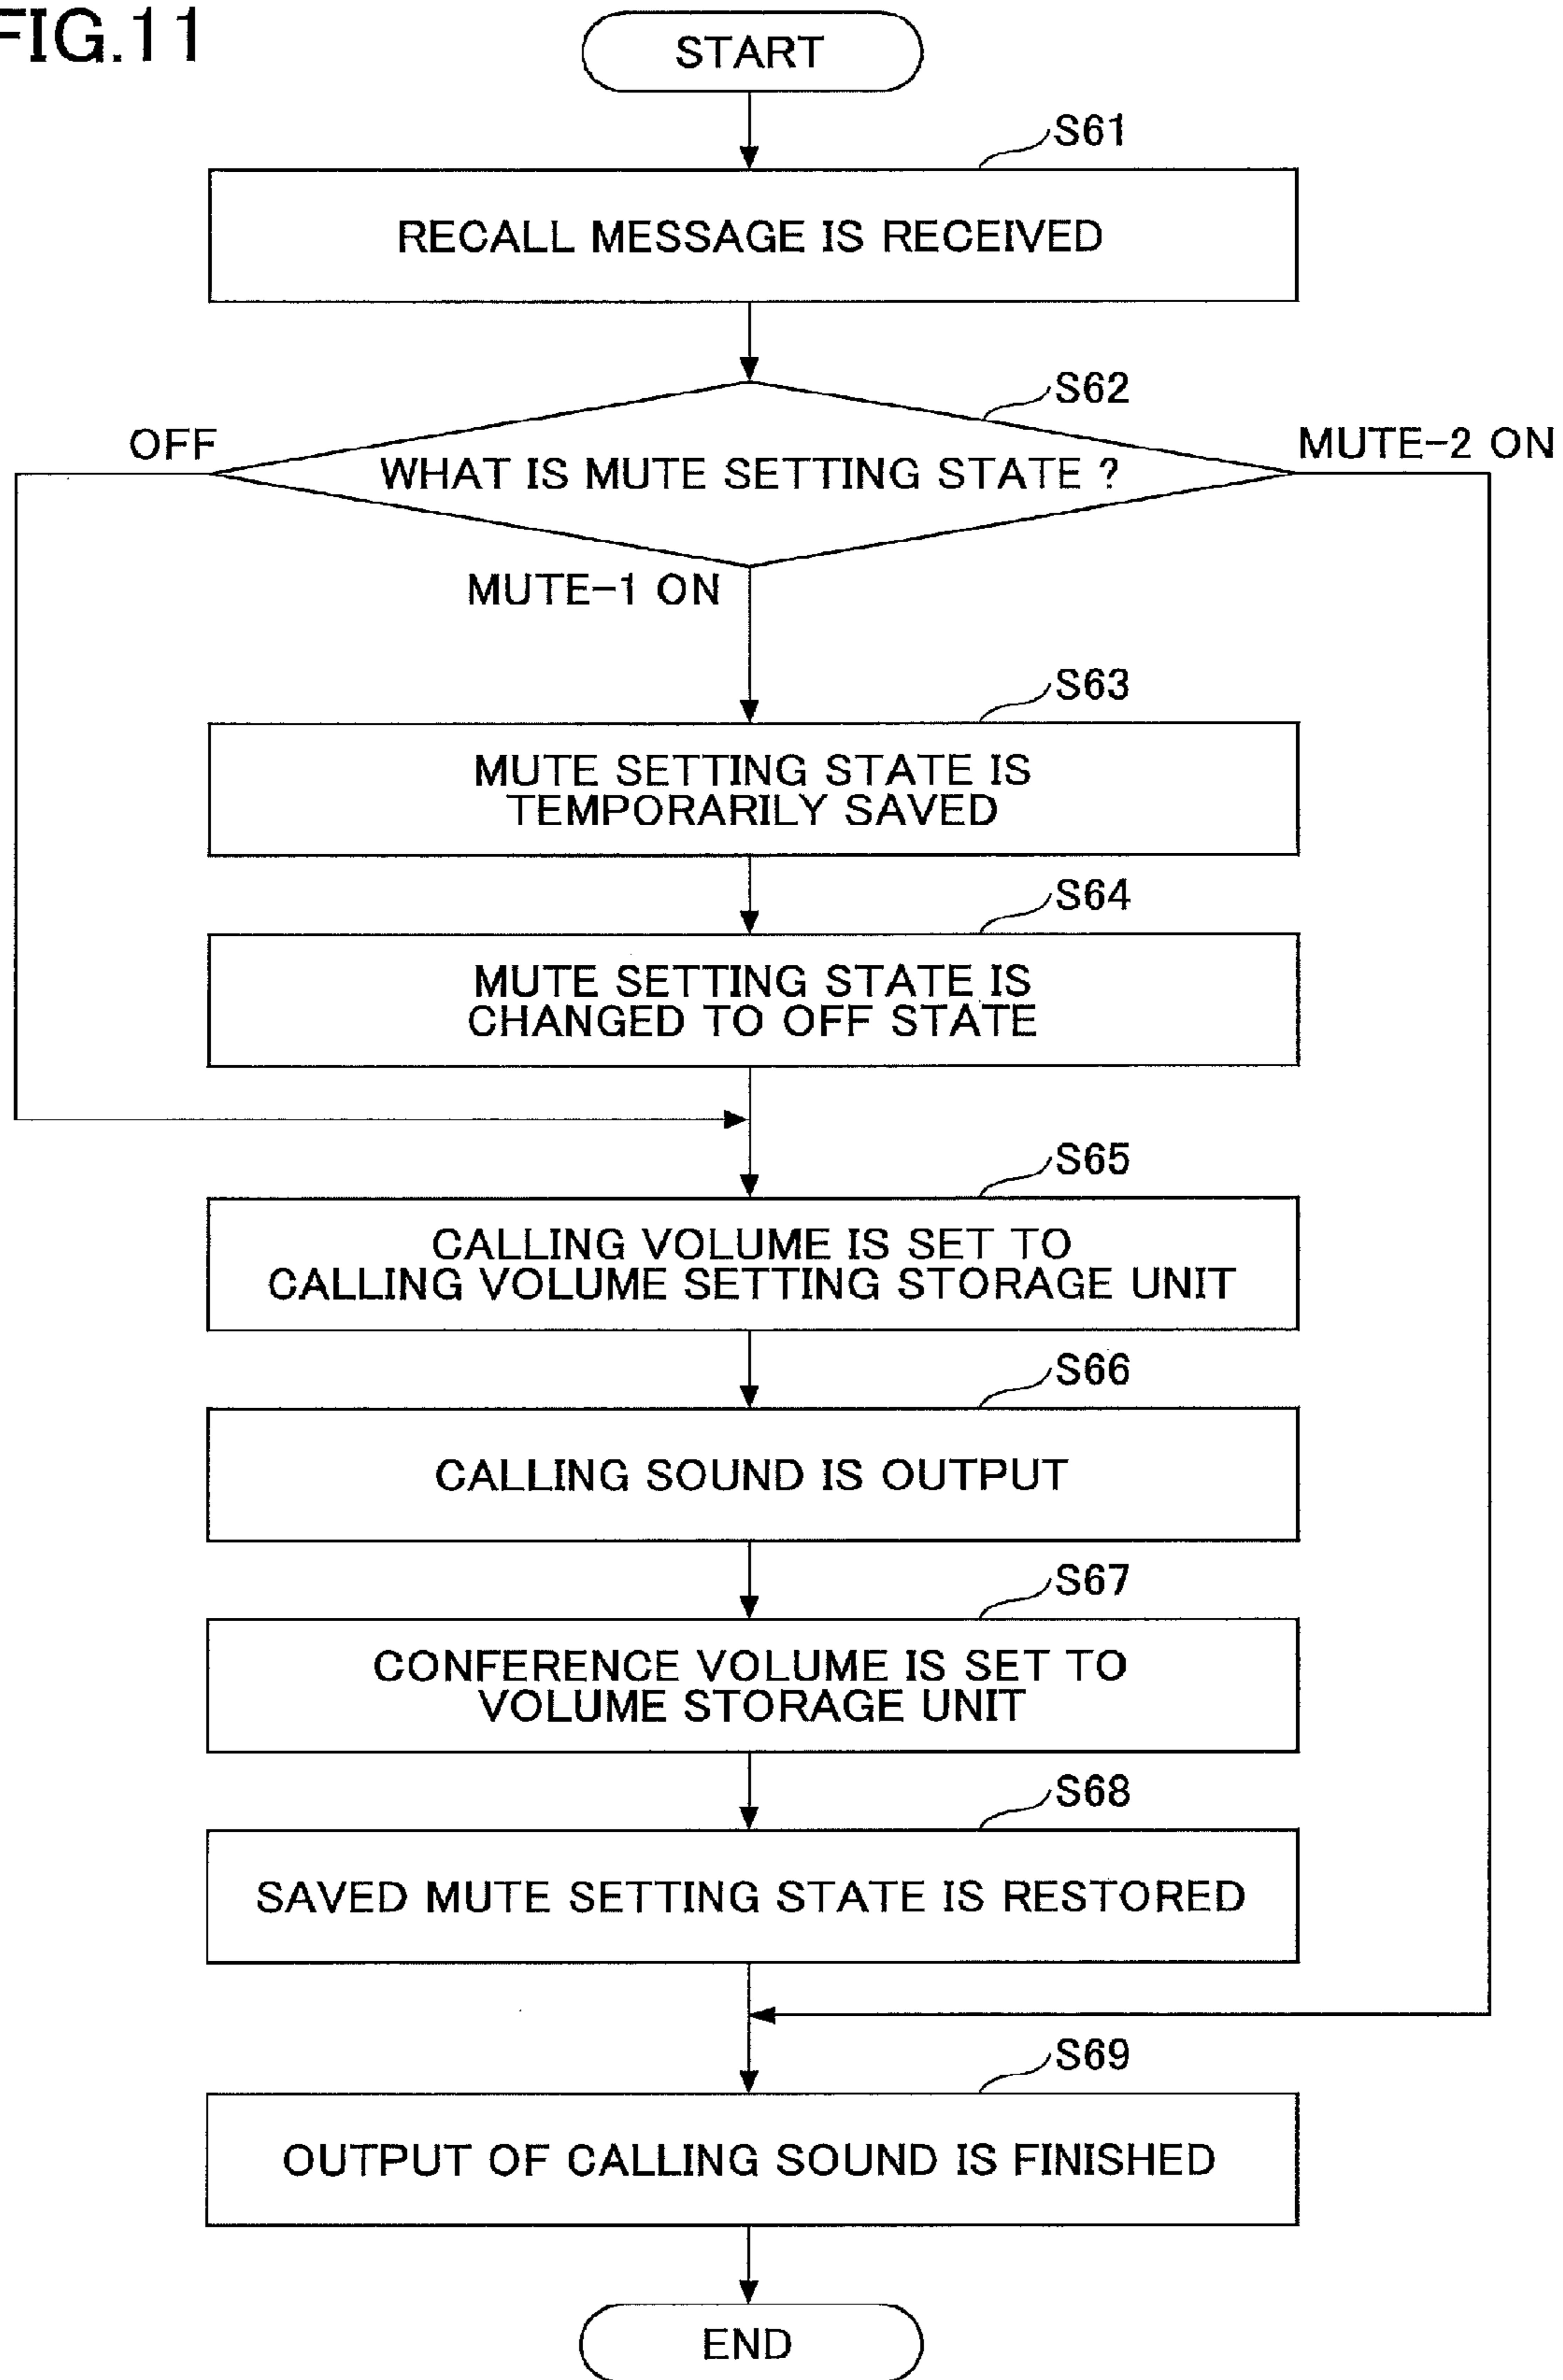 FIG.11
START
S61
RECALL MESSAGE IS RECEIVED
S62
OFF
MUTE-2 ON
WHAT IS MUTE SETTING STATE ?
MUTE-1 ON
S63
MUTE SETTING STATE IS
TEMPORARILY SAVED
S64
MUTE SETTING STATE IS
CHANGED TO OFF STATE
S65
CALLING VOLUME IS SET TO
CALLING VOLUME SETTING STORAGE UNIT
S66
CALLING SOUND IS OUTPUT
S67
CONFERENCE VOLUME IS SET TO
VOLUME STORAGE UNIT
S68
SAVED MUTE SETTING STATE IS RESTORED
S69
OUTPUT OF CALLING SOUND IS FINISHED
END